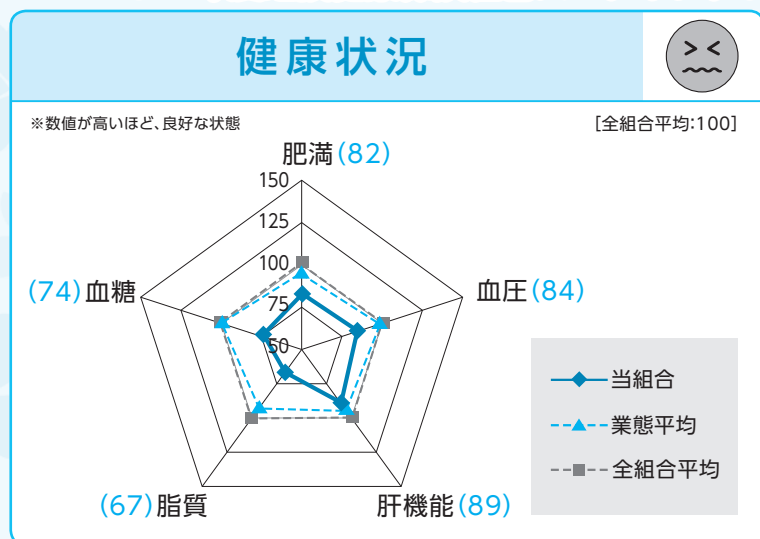 健康状況
※数値が高いほど、良好な状態
[全組合平均:100]
肥満(82)
150
125
100
75
50
(74)血糖
血圧(84)
(67)脂質
肝機能(89)
当組合
業態平均
全組合平均